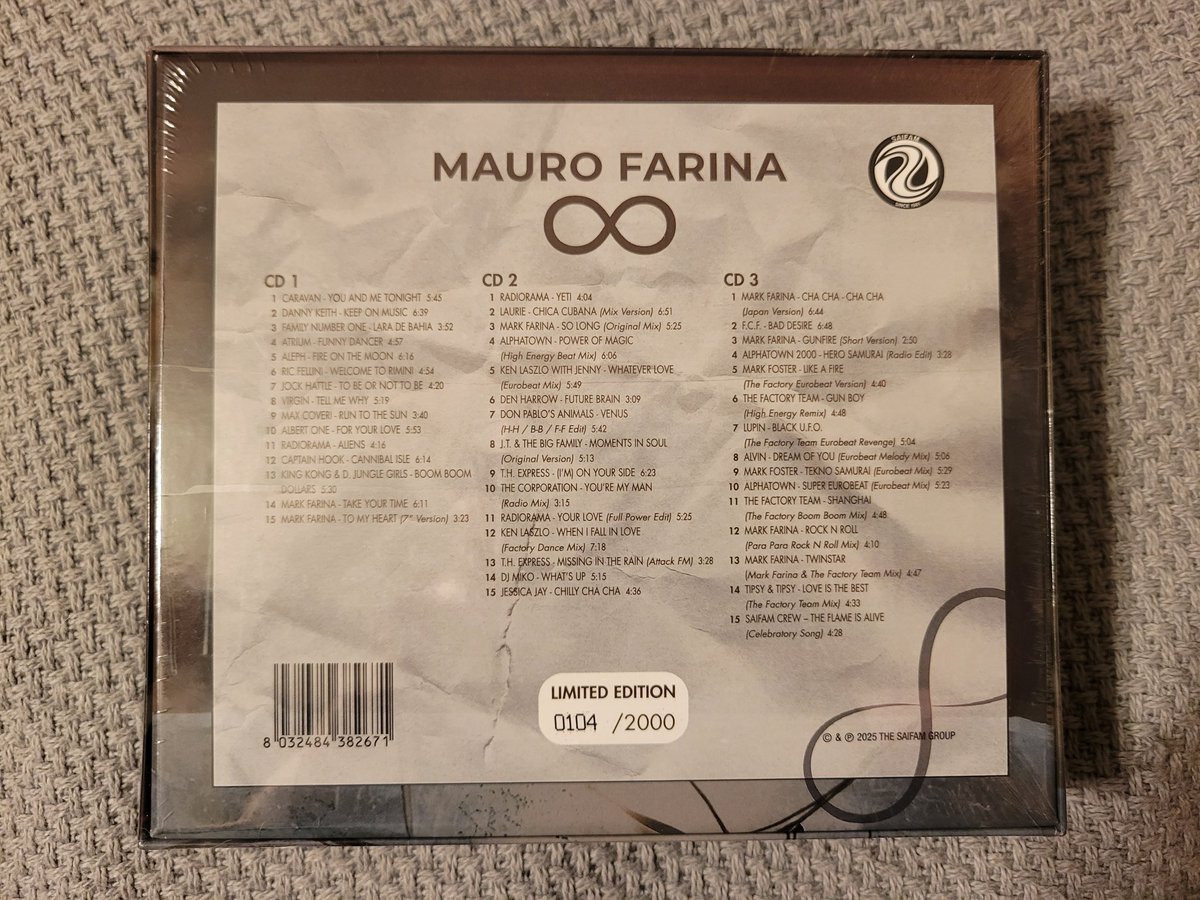 MAURO FARINA
SAIFAM
SINCE 1981
CD 1
1 CARAVAN - YOU AND ME TONIGHT 5:45
2 DANNY KEITH - KEEP ON MUSIC 6:39
3 FAMILY NUMBER ONE - LARA DE BAHIA 3:52
4 ATRIUM - FUNNY DANCER 4:57
5 ALEPH - FIRE ON THE MOON 6:16
6 RIC FELLINI - WELCOME TO RIMINI 4:54
7 JOCK HATTLE - TO BE OR NOT TO BE 4:20
8 VIRGIN - TELL ME WHY 5:19
9 MAX COVERI - RUN TO THE SUN 3:40
10 ALBERT ONE - FOR YOUR LOVE 5:53
11 RADIORAMA - ALIENS 4:16
12 CAPTAIN HOOK - CANNIBAL ISLE 6:14
13 KING KONG & D. JUNGLE GIRLS - BOOM BOOM
DOLLARS 5:30
14 MARK FARINA - TAKE YOUR TIME 6:11
15 MARK FARINA - TO MY HEART (7" Version) 3:23
CD 2
1 RADIORAMA - YETI 4:04
2 LAURIE - CHICA CUBANA (Mix Version) 6:51
3 MARK FARINA - SO LONG (Original Mix) 5:25
4 ALPHATOWN - POWER OF MAGIC
(High Energy Beat Mix) 6:06
5 KEN LASZLO WITH JENNY - WHATEVER LOVE
(Eurobeat Mix) 5:49
6 DEN HARROW - FUTURE BRAIN 3:09
7 DON PABLO'S ANIMALS - VENUS
(H-H / B-B / F-F Edit) 5:42
8 J.T. & THE BIG FAMILY - MOMENTS IN SOUL
(Original Version) 5:13
9 T.H. EXPRESS - (I'M) ON YOUR SIDE 6:23
10 THE CORPORATION - YOU'RE MY MAN
(Radio Mix) 3:15
11 RADIORAMA - YOUR LOVE (Full Power Edit) 5:25
12 KEN LASZLO - WHEN I FALL IN LOVE
(Factory Dance Mix) 7:18
13 T.H. EXPRESS - MISSING IN THE RAIN (Attack FM) 3:28
14 DJ MIKO - WHAT'S UP 5:15
15 JESSICA JAY - CHILLY CHA CHA 4:36
CD 3
1 MARK FARINA - CHA CHA - CHA CHA
(Japan Version) 6:44
2 F.C.F. - BAD DESIRE 6:48
3 MARK FARINA - GUNFIRE (Short Version) 2:50
4 ALPHATOWN 2000 - HERO SAMURAI (Radio Edit) 3:28
5 MARK FOSTER - LIKE A FIRE
(The Factory Eurobeat Version) 4:40
6 THE FACTORY TEAM - GUN BOY
(High Energy Remix) 4:48
7 LUPIN - BLACK U.F.O.
(The Factory Team Eurobeat Revenge) 5:04
8 ALVIN - DREAM OF YOU (Eurobeat Melody Mix) 5:06
9 MARK FOSTER - TEKNO SAMURAI (Eurobeat Mix) 5:29
10 ALPHATOWN - SUPER EUROBEAT (Eurobeat Mix) 5:23
11 THE FACTORY TEAM - SHANGHAI
(The Factory Boom Boom Mix) 4:48
12 MARK FARINA - ROCK N ROLL
(Para Para Rock N Roll Mix) 4:10
13 MARK FARINA - TWINSTAR
(Mark Farina & The Factory Team Mix) 4:47
14 TIPSY & TIPSY - LOVE IS THE BEST
(The Factory Team Mix) 4:33
15 SAIFAM CREW – THE FLAME IS ALIVE
(Celebratory Song) 4:28
8 032484 382671
LIMITED EDITION
0104 /2000
© & ℗ 2025 THE SAIFAM GROUP